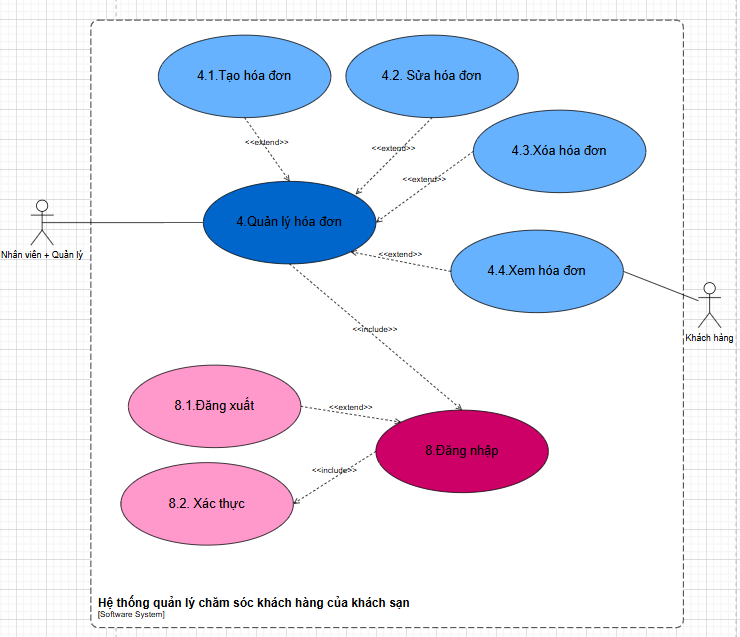 4.1.Tạo hóa đơn
4.2. Sửa hóa đơn
<<extend>>
<<extend>>
4.3.Xóa hóa đơn
<<extend>>
4.Quản lý hóa đơn
Nhân viên + Quản lý
<<extend>>
4.4.Xem hóa đơn
Khách hàng
<<include>>
8.1.Đăng xuất
<<extend>>
8.Đăng nhập
<<include>>
8.2. Xác thực
Hệ thống quản lý chăm sóc khách hàng của khách sạn
[Software System]